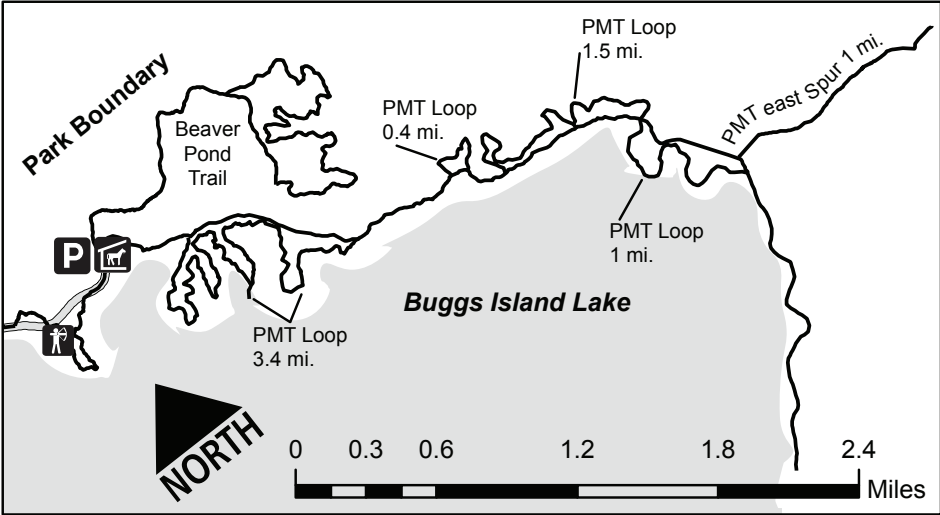 PMT Loop
1.5 mi.
PMT east Spur 1 mi.
Park Boundary
PMT Loop
0.4 mi.
Beaver
Pond
Trail
P
PMT Loop
1 mi.
Buggs Island Lake
PMT Loop
3.4 mi.
NORTH
0 0.3 0.6 1.2 1.8 2.4
Miles